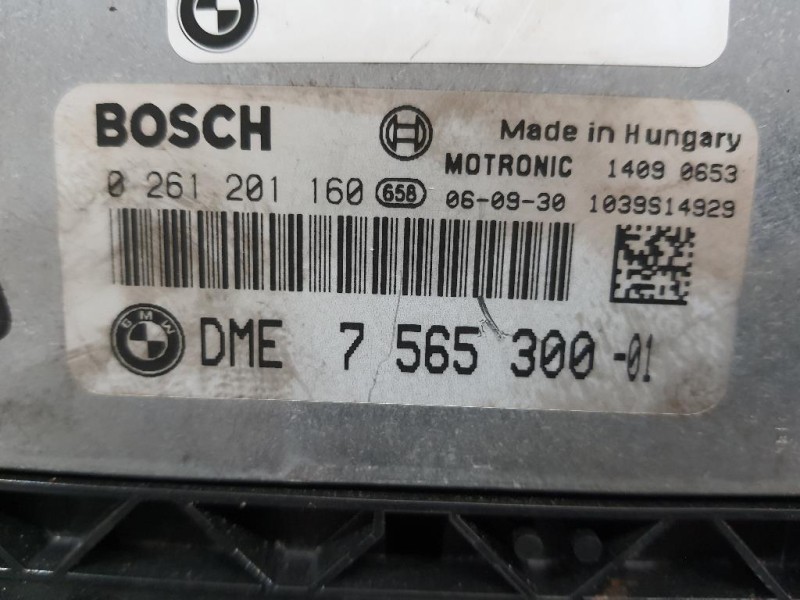 BOSCH
Made in Hungary
MOTRONIC 1409 0653
0 261 201 160 658 06-09-30 1039S14929
BMW DME 7 565 300 -01